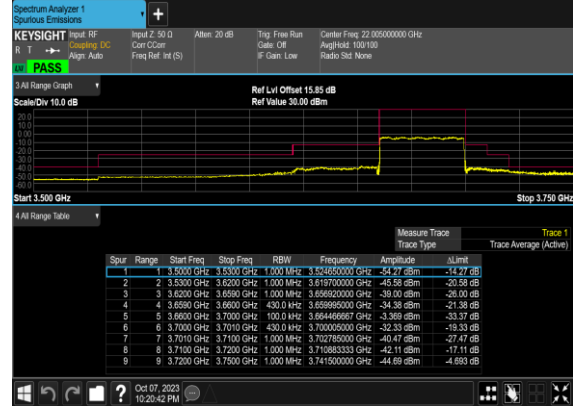 Spectrum Analyzer 1
Spurious Emissions
KEYSIGHT Input: RF Input Z: 50 Ω Atten: 20 dB Trig: Free Run Center Freq: 22.005000000 GHz
R T Coupling: DC Corr CCorr Gate: Off Avg|Hold: 100/100
Align: Auto Freq Ref: Int (S) IF Gain: Low Radio Std: None
LW PASS
3 All Range Graph
Ref Lvl Offset 15.85 dB
Scale/Div 10.0 dB Ref Value 30.00 dBm
20.0
10.0
0.00
-10.0
-20.0
-30.0
-40.0
-50.0
-60.0
Start 3.500 GHz Stop 3.750 GHz
4 All Range Table
Measure Trace Trace 1
Trace Type Trace Average (Active)
Spur Range Start Freq Stop Freq RBW Frequency Amplitude ΔLimit
1 1 3.5000 GHz 3.5300 GHz 1.000 MHz 3.524650000 GHz -54.27 dBm -14.27 dB
2 2 3.5300 GHz 3.6200 GHz 1.000 MHz 3.619700000 GHz -45.58 dBm -20.58 dB
3 3 3.6200 GHz 3.6590 GHz 1.000 MHz 3.656920000 GHz -39.00 dBm -26.00 dB
4 4 3.6590 GHz 3.6600 GHz 430.0 kHz 3.659995000 GHz -34.38 dBm -21.38 dB
5 5 3.6600 GHz 3.7000 GHz 100.0 kHz 3.664466667 GHz -3.369 dBm -33.37 dB
6 6 3.7000 GHz 3.7010 GHz 430.0 kHz 3.700005000 GHz -32.33 dBm -19.33 dB
7 7 3.7010 GHz 3.7100 GHz 1.000 MHz 3.702785000 GHz -40.47 dBm -27.47 dB
8 8 3.7100 GHz 3.7200 GHz 1.000 MHz 3.710883333 GHz -42.11 dBm -17.11 dB
9 9 3.7200 GHz 3.7500 GHz 1.000 MHz 3.741500000 GHz -44.69 dBm -4.693 dB
? Oct 07, 2023
10:20:42 PM